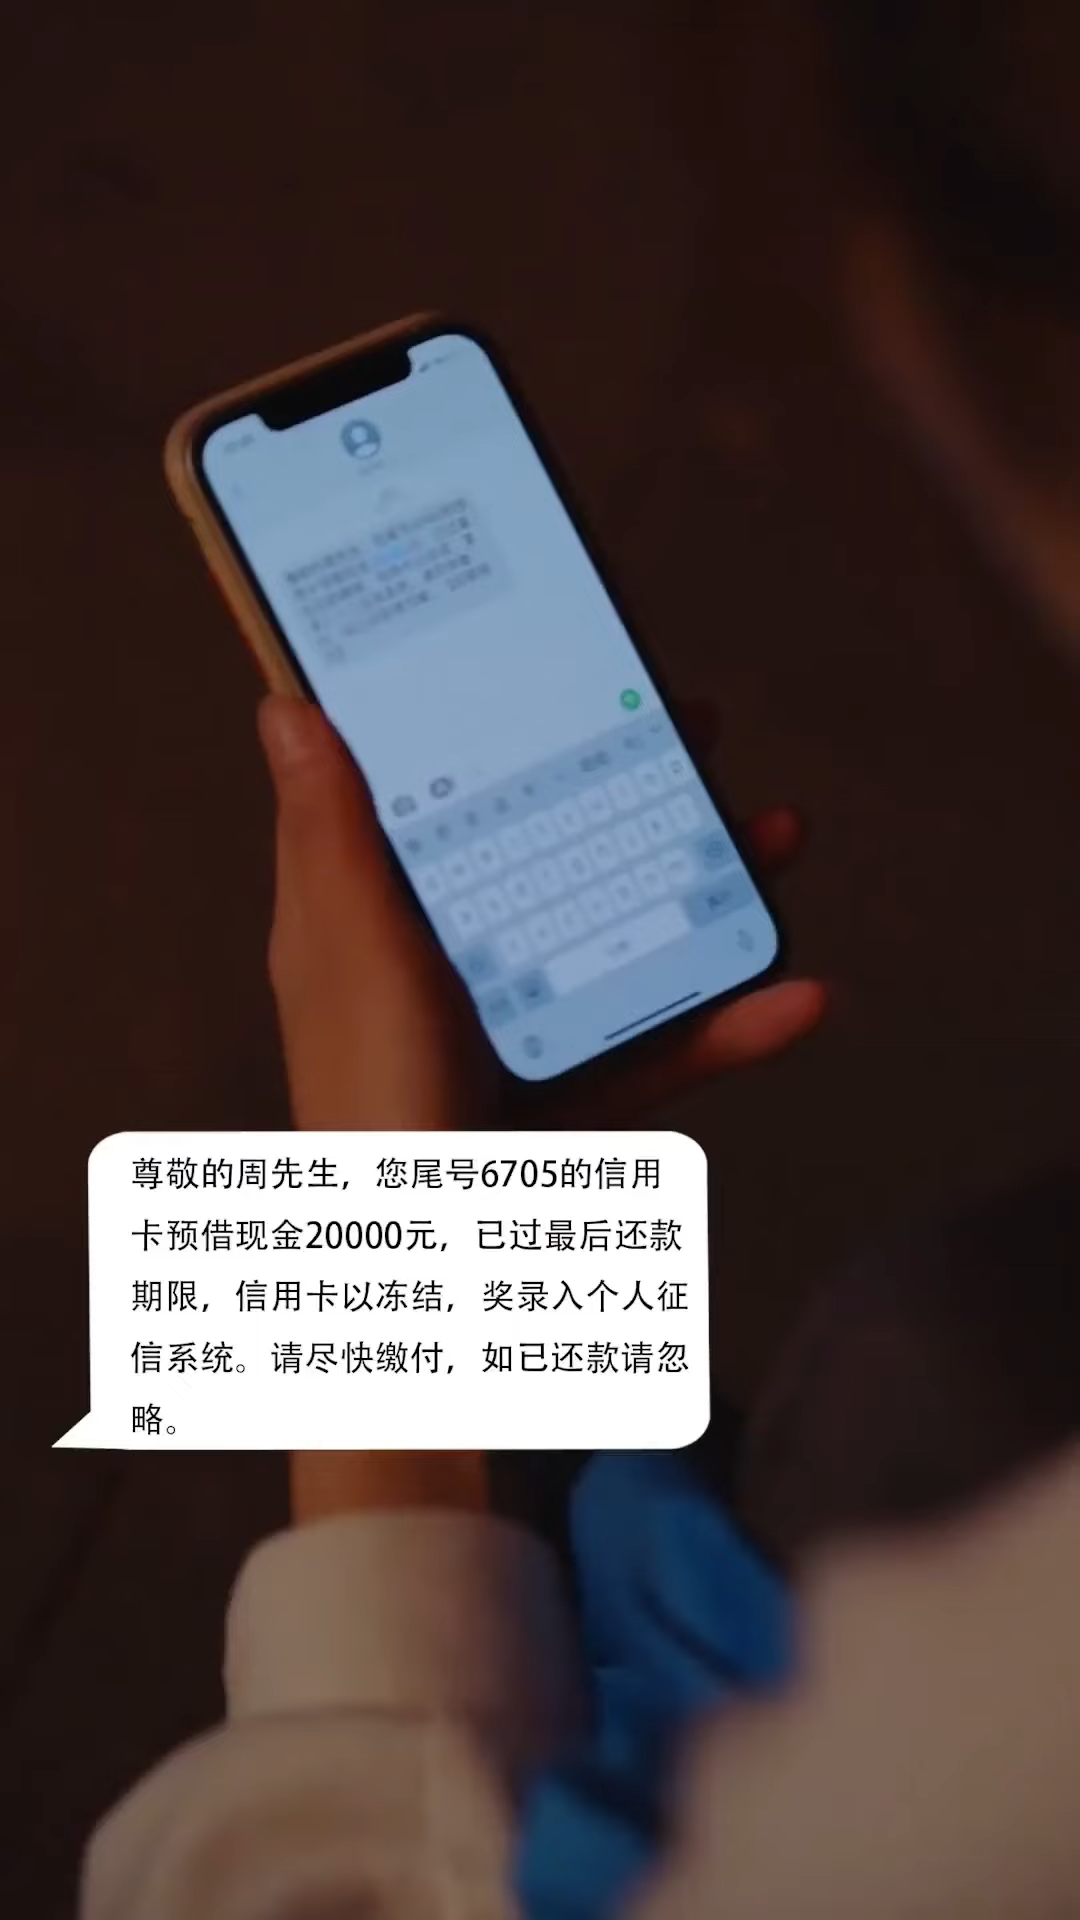 尊敬的周先生，您尾号6705的信用
卡预借现金20000元，已过最后还款
期限，信用卡以冻结，奖录入个人征
信系统。请尽快缴付，如已还款请忽
略。